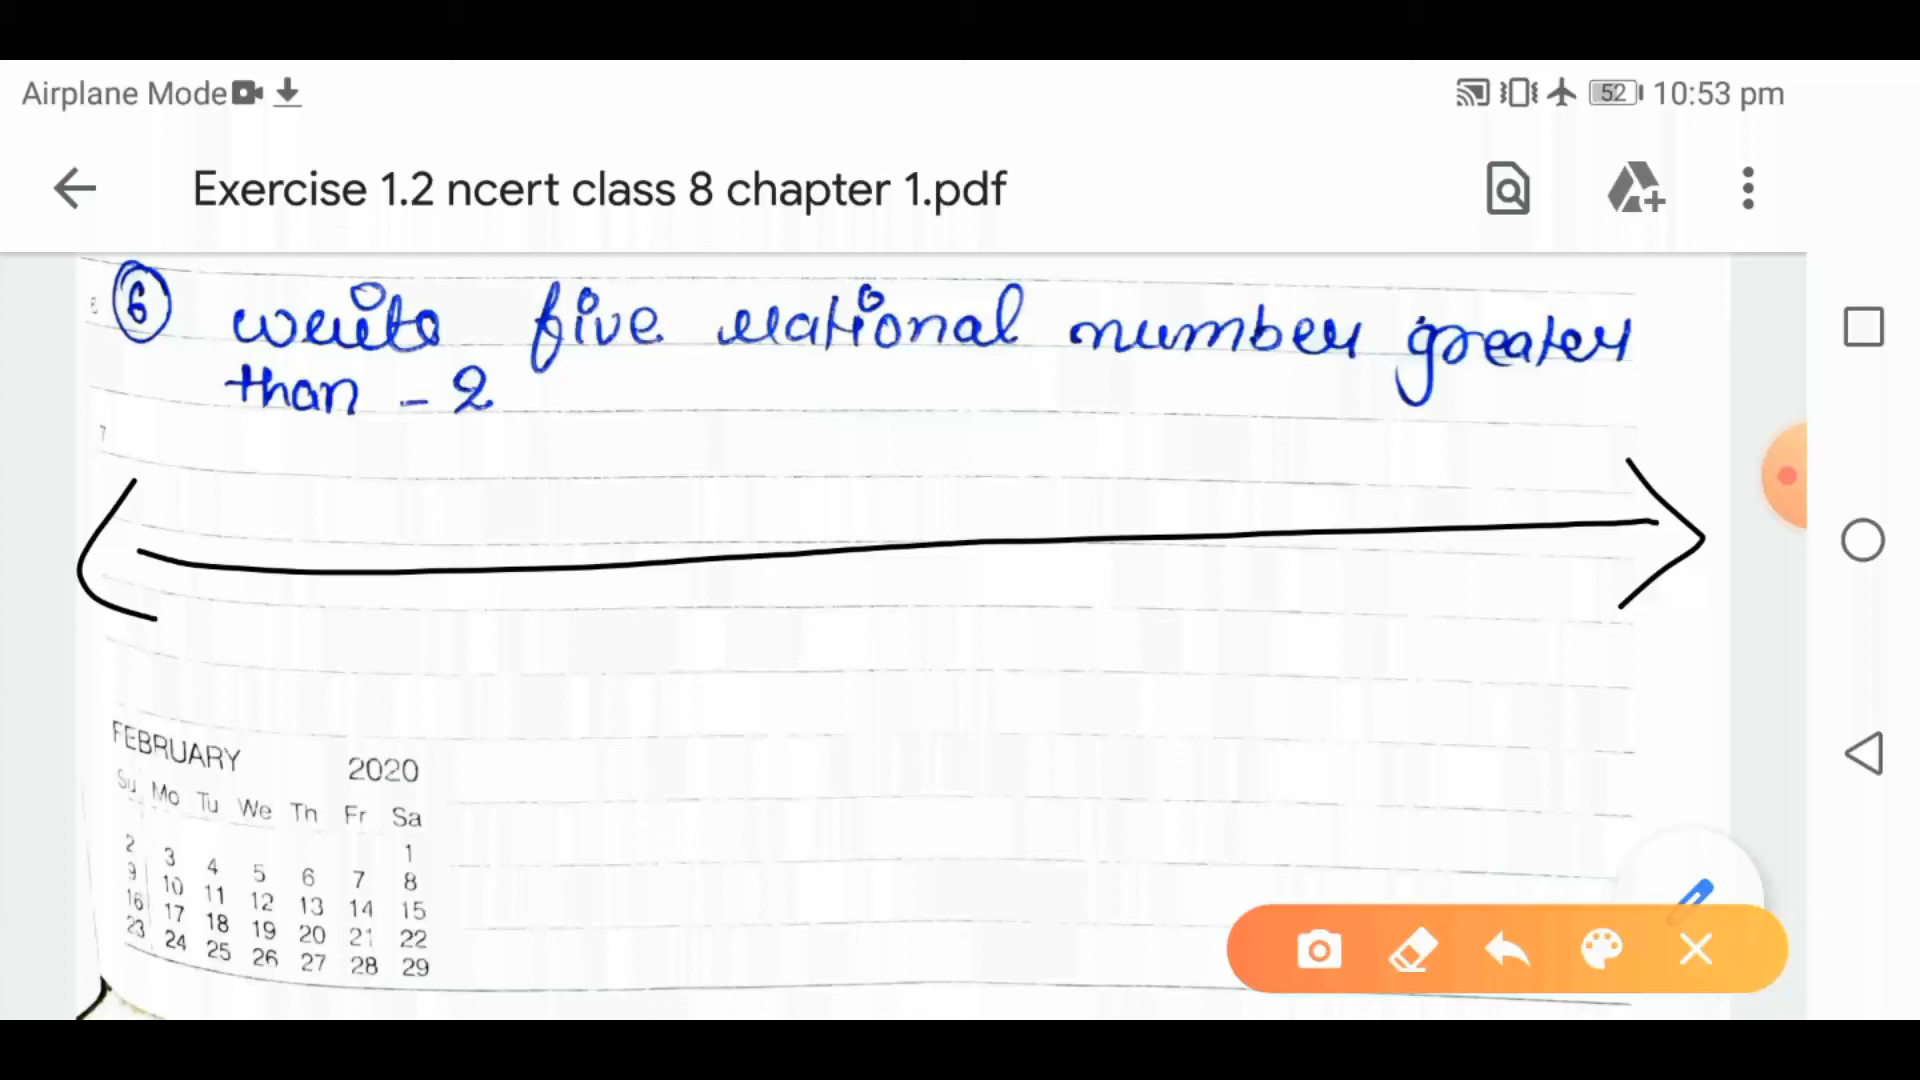 Airplane Mode 52 10:53 pm
Exercise 1.2 ncert class 8 chapter 1.pdf
6 write five rational number greater
than - 2
7
FEBRUARY 2020
Su Mo Tu We Th Fr Sa
1
2 3 4 5 6 7 8
9 10 11 12 13 14 15
16 17 18 19 20 21 22
23 24 25 26 27 28 29